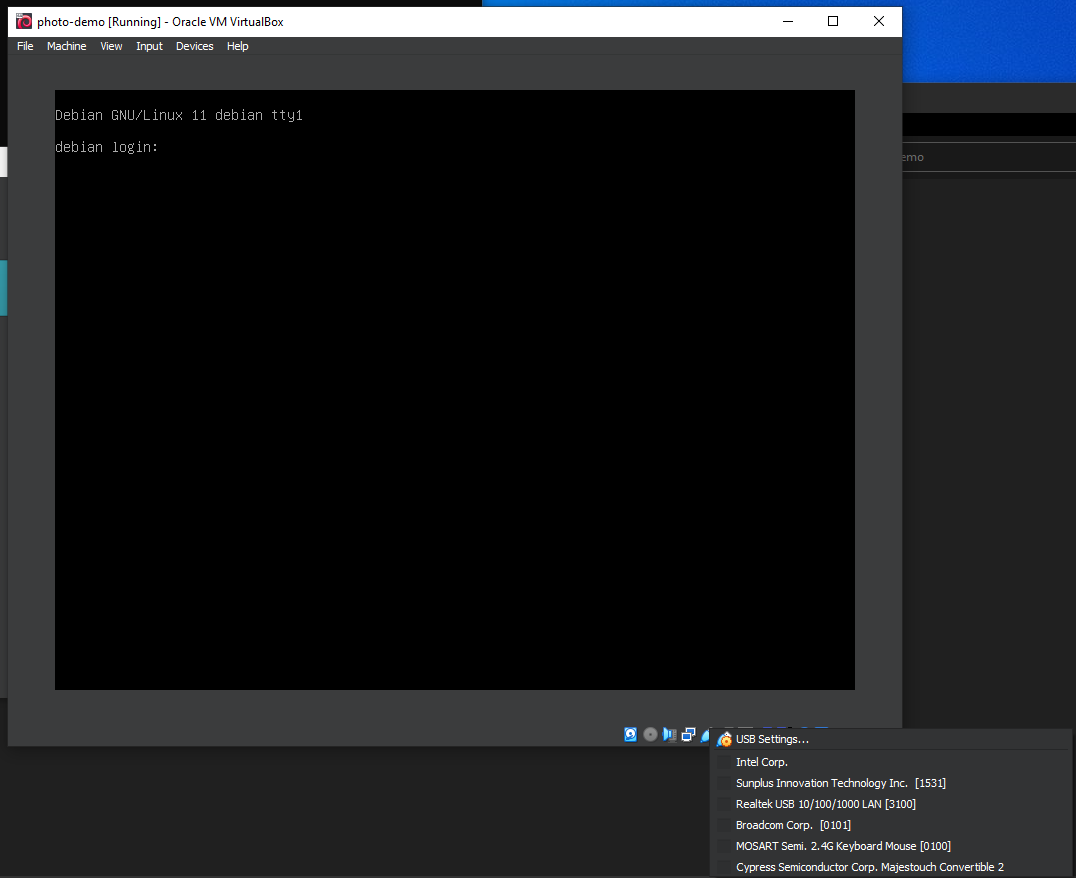 photo-demo [Running] - Oracle VM VirtualBox
File Machine View Input Devices Help
Debian GNU/Linux 11 debian tty1
debian login:
emo
USB Settings...
Intel Corp.
Sunplus Innovation Technology Inc. [1531]
Realtek USB 10/100/1000 LAN [3100]
Broadcom Corp. [0101]
MOSART Semi. 2.4G Keyboard Mouse [0100]
Cypress Semiconductor Corp. Majestouch Convertible 2